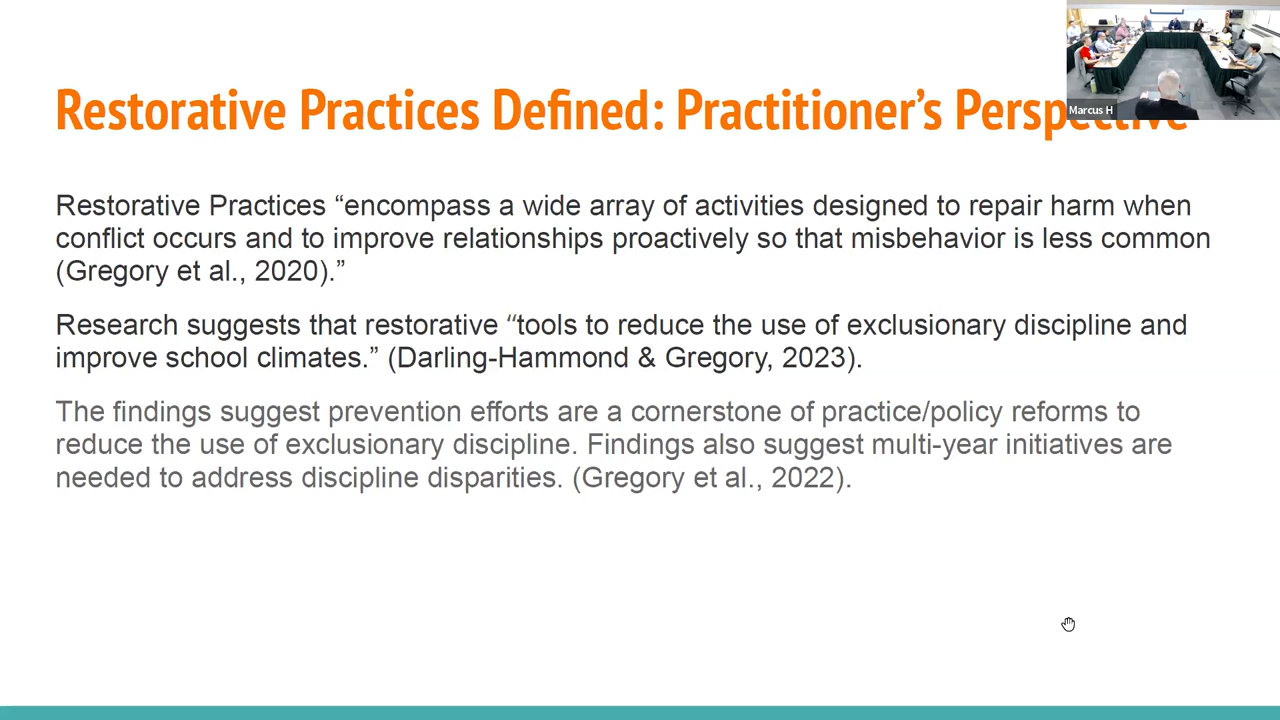 Restorative Practices Defined: Practitioner's Perspective
Marcus H
Restorative Practices “encompass a wide array of activities designed to repair harm when
conflict occurs and to improve relationships proactively so that misbehavior is less common
(Gregory et al., 2020).”
Research suggests that restorative “tools to reduce the use of exclusionary discipline and
improve school climates.” (Darling-Hammond & Gregory, 2023).
The findings suggest prevention efforts are a cornerstone of practice/policy reforms to
reduce the use of exclusionary discipline. Findings also suggest multi-year initiatives are
needed to address discipline disparities. (Gregory et al., 2022).